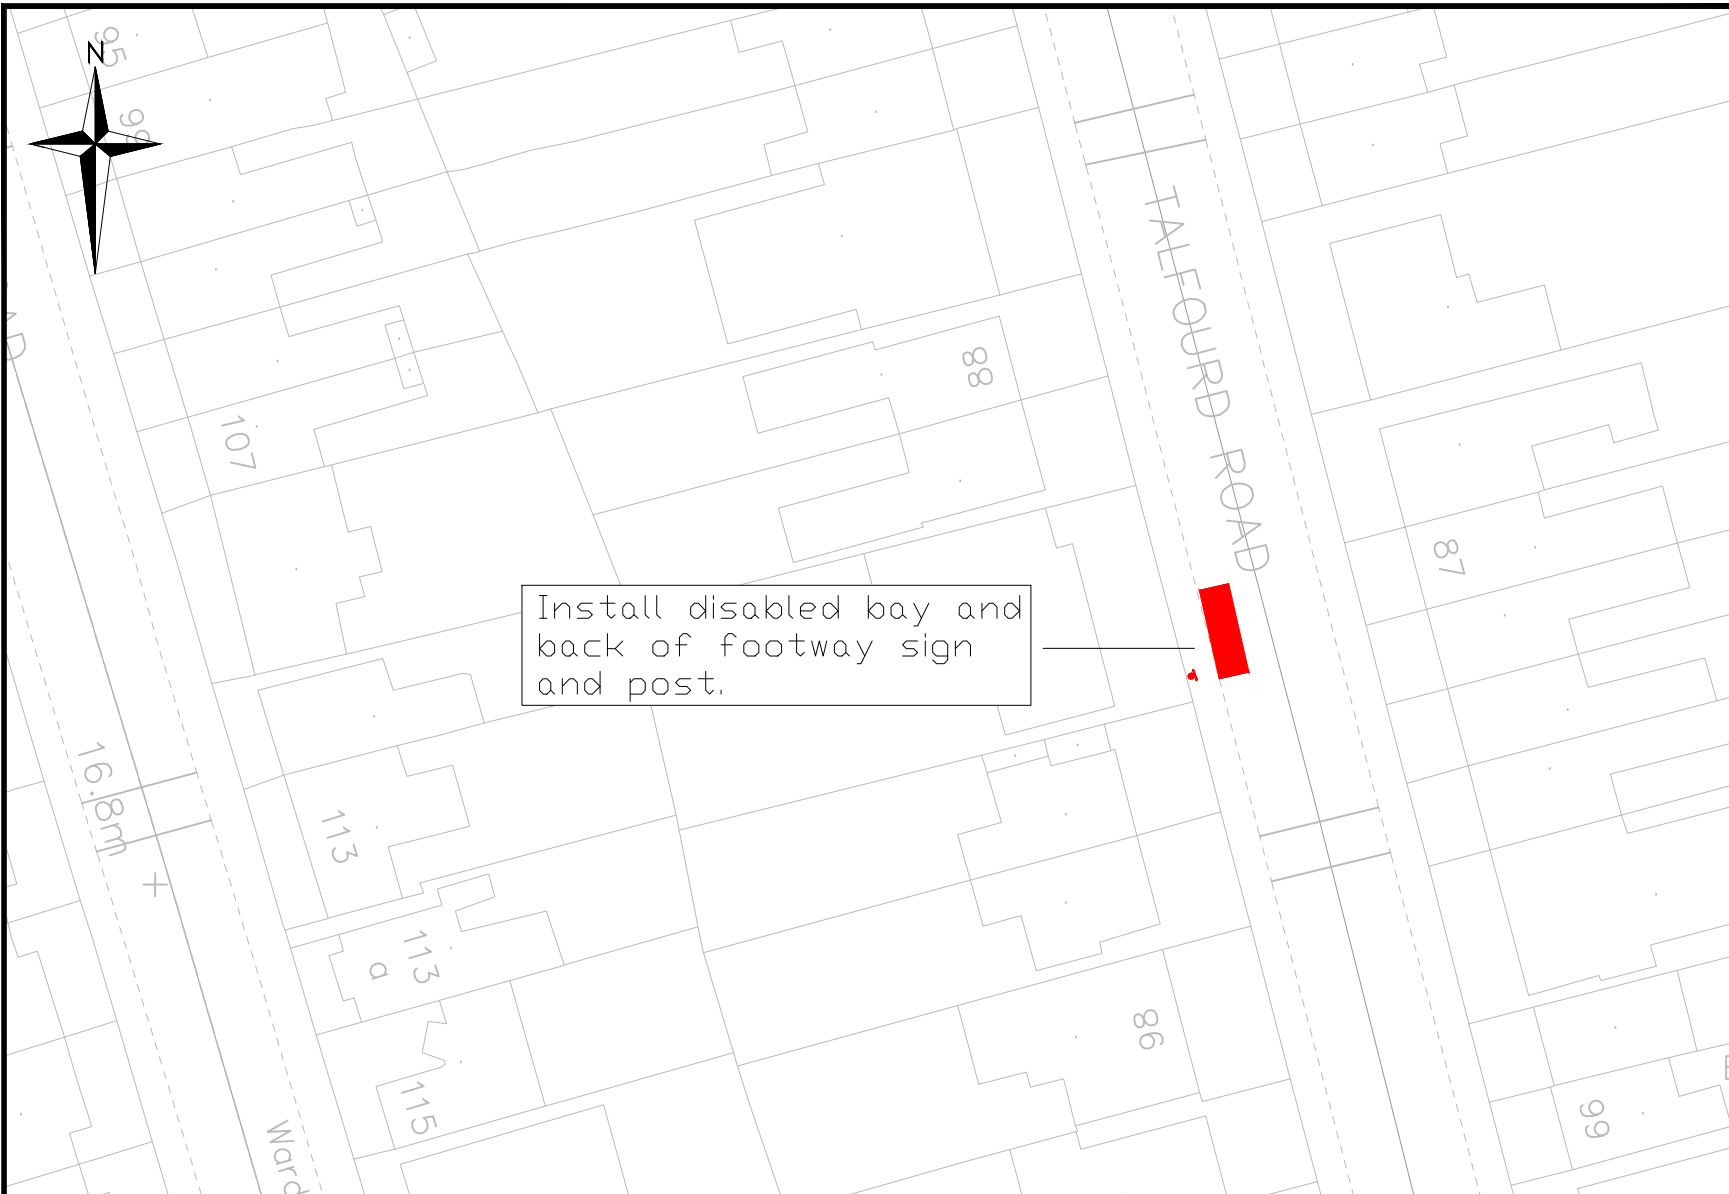 N
95
99
AD
TALFOURD ROAD
88
107
87
Install disabled bay and
back of footway sign
and post.
16.8m
113
113
a
86
115
99
Ward